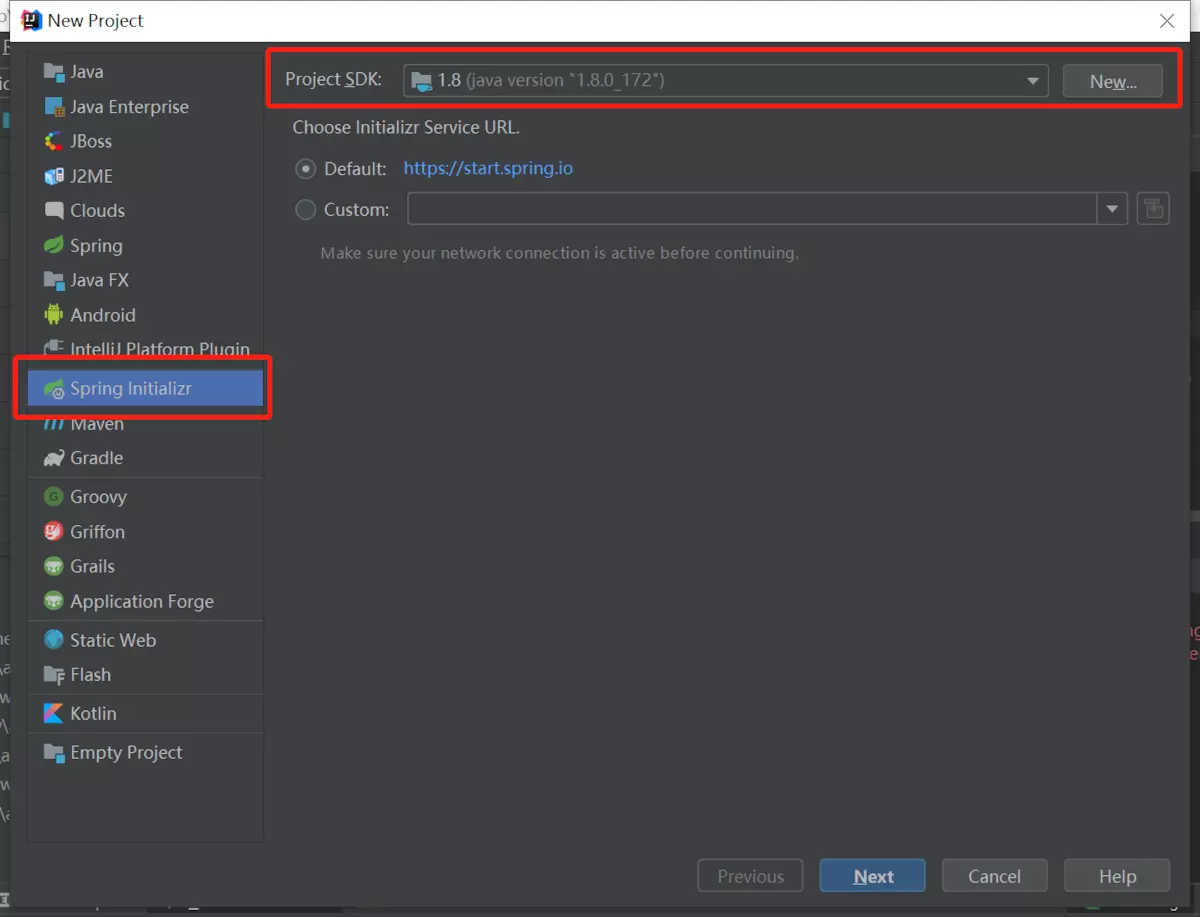 New Project
Java
Java Enterprise
JBoss
J2ME
Clouds
Spring
Java FX
Android
IntelliJ Platform Plugin
Spring Initializr
Maven
Gradle
Groovy
Griffon
Grails
Application Forge
Static Web
Flash
Kotlin
Empty Project
Project SDK: 1.8 (java version "1.8.0_172") New...
Choose Initializr Service URL.
Default: https://start.spring.io
Custom:
Make sure your network connection is active before continuing.
Previous Next Cancel Help